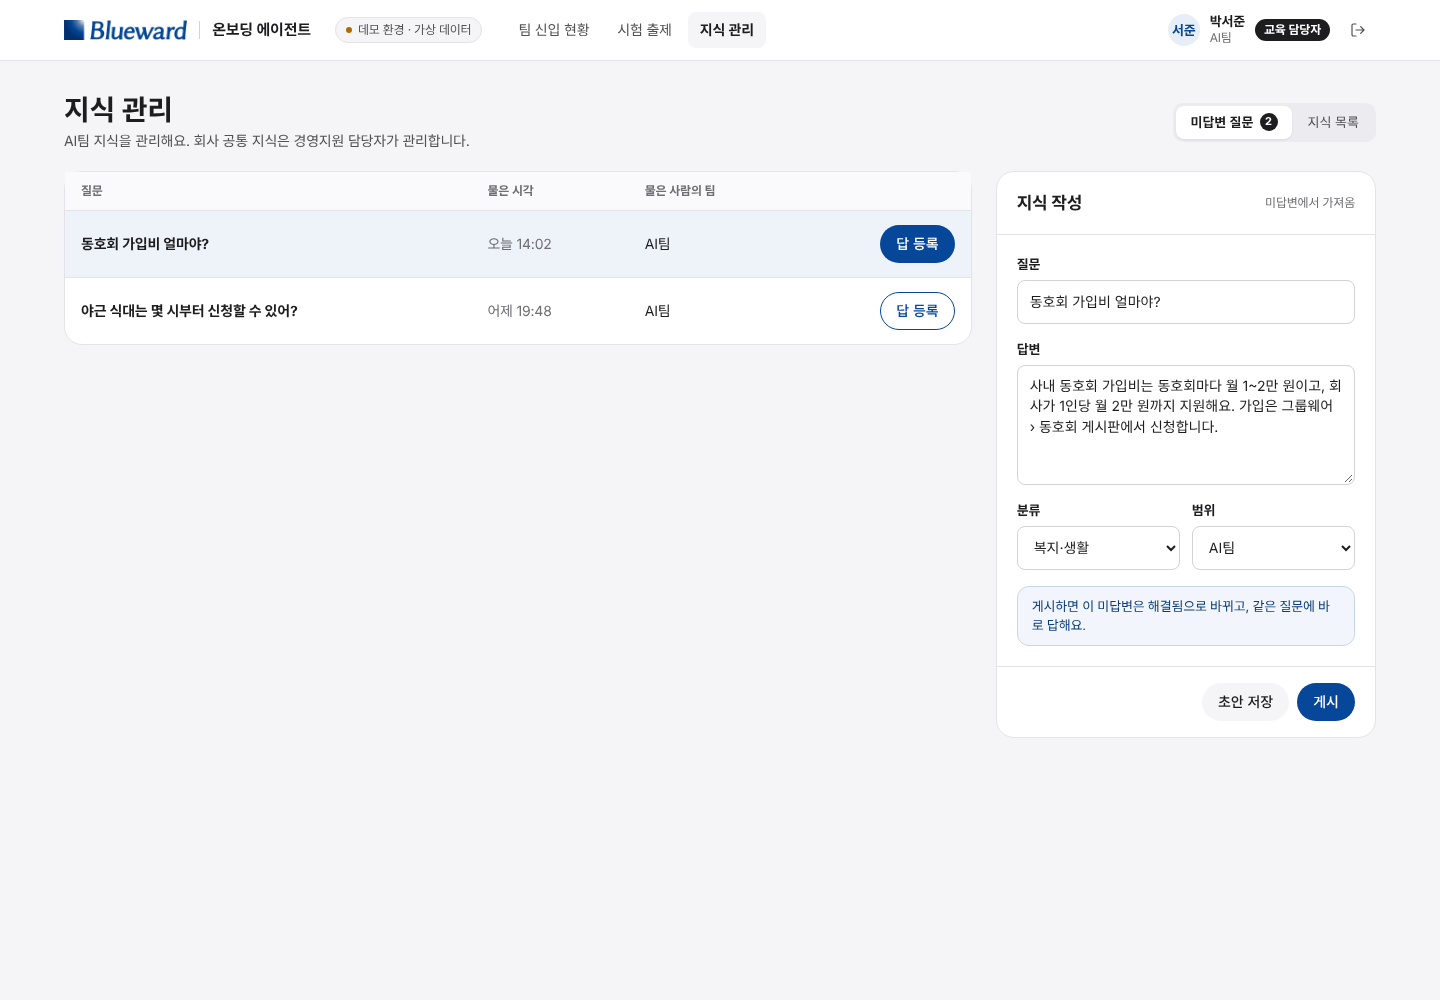 Blueward
온보딩 에이전트
데모 환경 · 가상 데이터
팀 신입 현황
시험 출제
지식 관리
서준
박서준
AI팀
교육 담당자
지식 관리
AI팀 지식을 관리해요. 회사 공통 지식은 경영지원 담당자가 관리합니다.
미답변 질문 2
지식 목록
질문
물은 시각
물은 사람의 팀
동호회 가입비 얼마야?
오늘 14:02
AI팀
답 등록
야근 식대는 몇 시부터 신청할 수 있어?
어제 19:48
AI팀
답 등록
지식 작성
미답변에서 가져옴
질문
동호회 가입비 얼마야?
답변
사내 동호회 가입비는 동호회마다 월 1~2만 원이고, 회
사가 1인당 월 2만 원까지 지원해요. 가입은 그룹웨어
› 동호회 게시판에서 신청합니다.
분류
범위
복지·생활
AI팀
게시하면 이 미답변은 해결됨으로 바뀌고, 같은 질문에 바
로 답해요.
초안 저장
게시